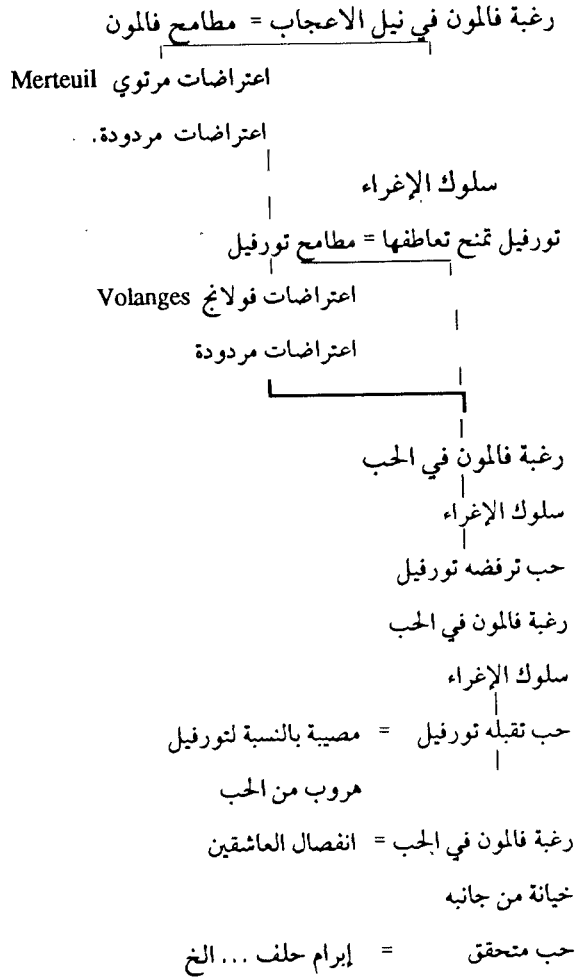 رغبة فالمون في نيل الاعجاب = مطامح فالمون
اعتراضات مرتوي Merteuil
اعتراضات مردودة.
سلوك الإغراء
تورفيل تمنح تعاطفها = مطامح تورفيل
اعتراضات فولانج Volanges
اعتراضات مردودة
رغبة فالمون في الحب
سلوك الإغراء
حب ترفضه تورفيل
رغبة فالمون في الحب
سلوك الإغراء
حب تقبله تورفيل = مصيبة بالنسبة لتورفيل
هروب من الحب
رغبة فالمون في الحب = انفصال العاشقين
خيانة من جانبه
حب متحقق = إبرام حلف ... الخ